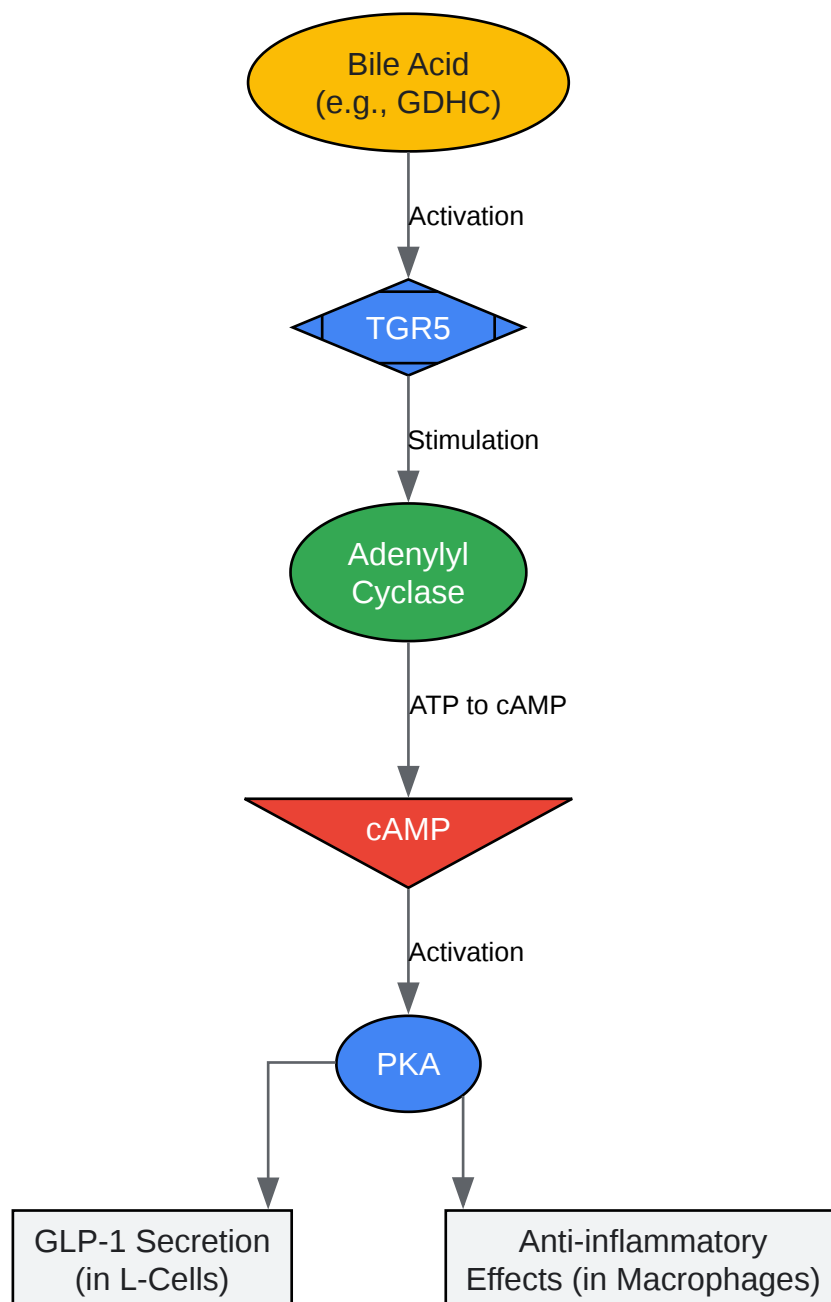 Bile Acid
(e.g., GDHC)
Activation
TGR5
Stimulation
Adenylyl
Cyclase
ATP to cAMP
cAMP
Activation
PKA
GLP-1 Secretion
(in L-Cells)
Anti-inflammatory
Effects (in Macrophages)